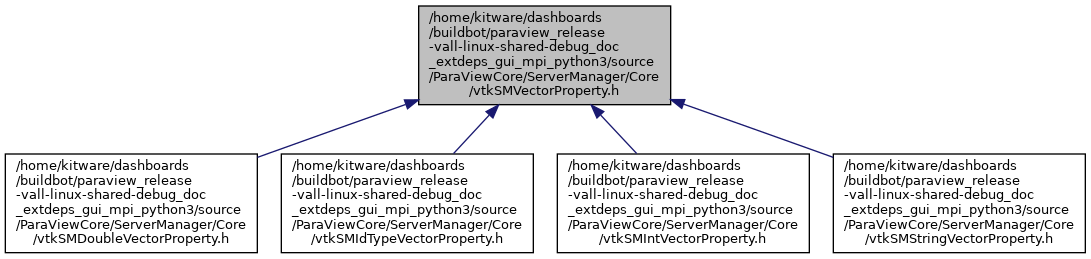 /home/kitware/dashboards
/buildbot/paraview_release
-vall-linux-shared-debug_doc
_extdeps_gui_mpi_python3/source
/ParaViewCore/ServerManager/Core
/vtkSMVectorProperty.h
/home/kitware/dashboards
/buildbot/paraview_release
-vall-linux-shared-debug_doc
_extdeps_gui_mpi_python3/source
/ParaViewCore/ServerManager/Core
/vtkSMDoubleVectorProperty.h
/home/kitware/dashboards
/buildbot/paraview_release
-vall-linux-shared-debug_doc
_extdeps_gui_mpi_python3/source
/ParaViewCore/ServerManager/Core
/vtkSMIdTypeVectorProperty.h
/home/kitware/dashboards
/buildbot/paraview_release
-vall-linux-shared-debug_doc
_extdeps_gui_mpi_python3/source
/ParaViewCore/ServerManager/Core
/vtkSMIntVectorProperty.h
/home/kitware/dashboards
/buildbot/paraview_release
-vall-linux-shared-debug_doc
_extdeps_gui_mpi_python3/source
/ParaViewCore/ServerManager/Core
/vtkSMStringVectorProperty.h